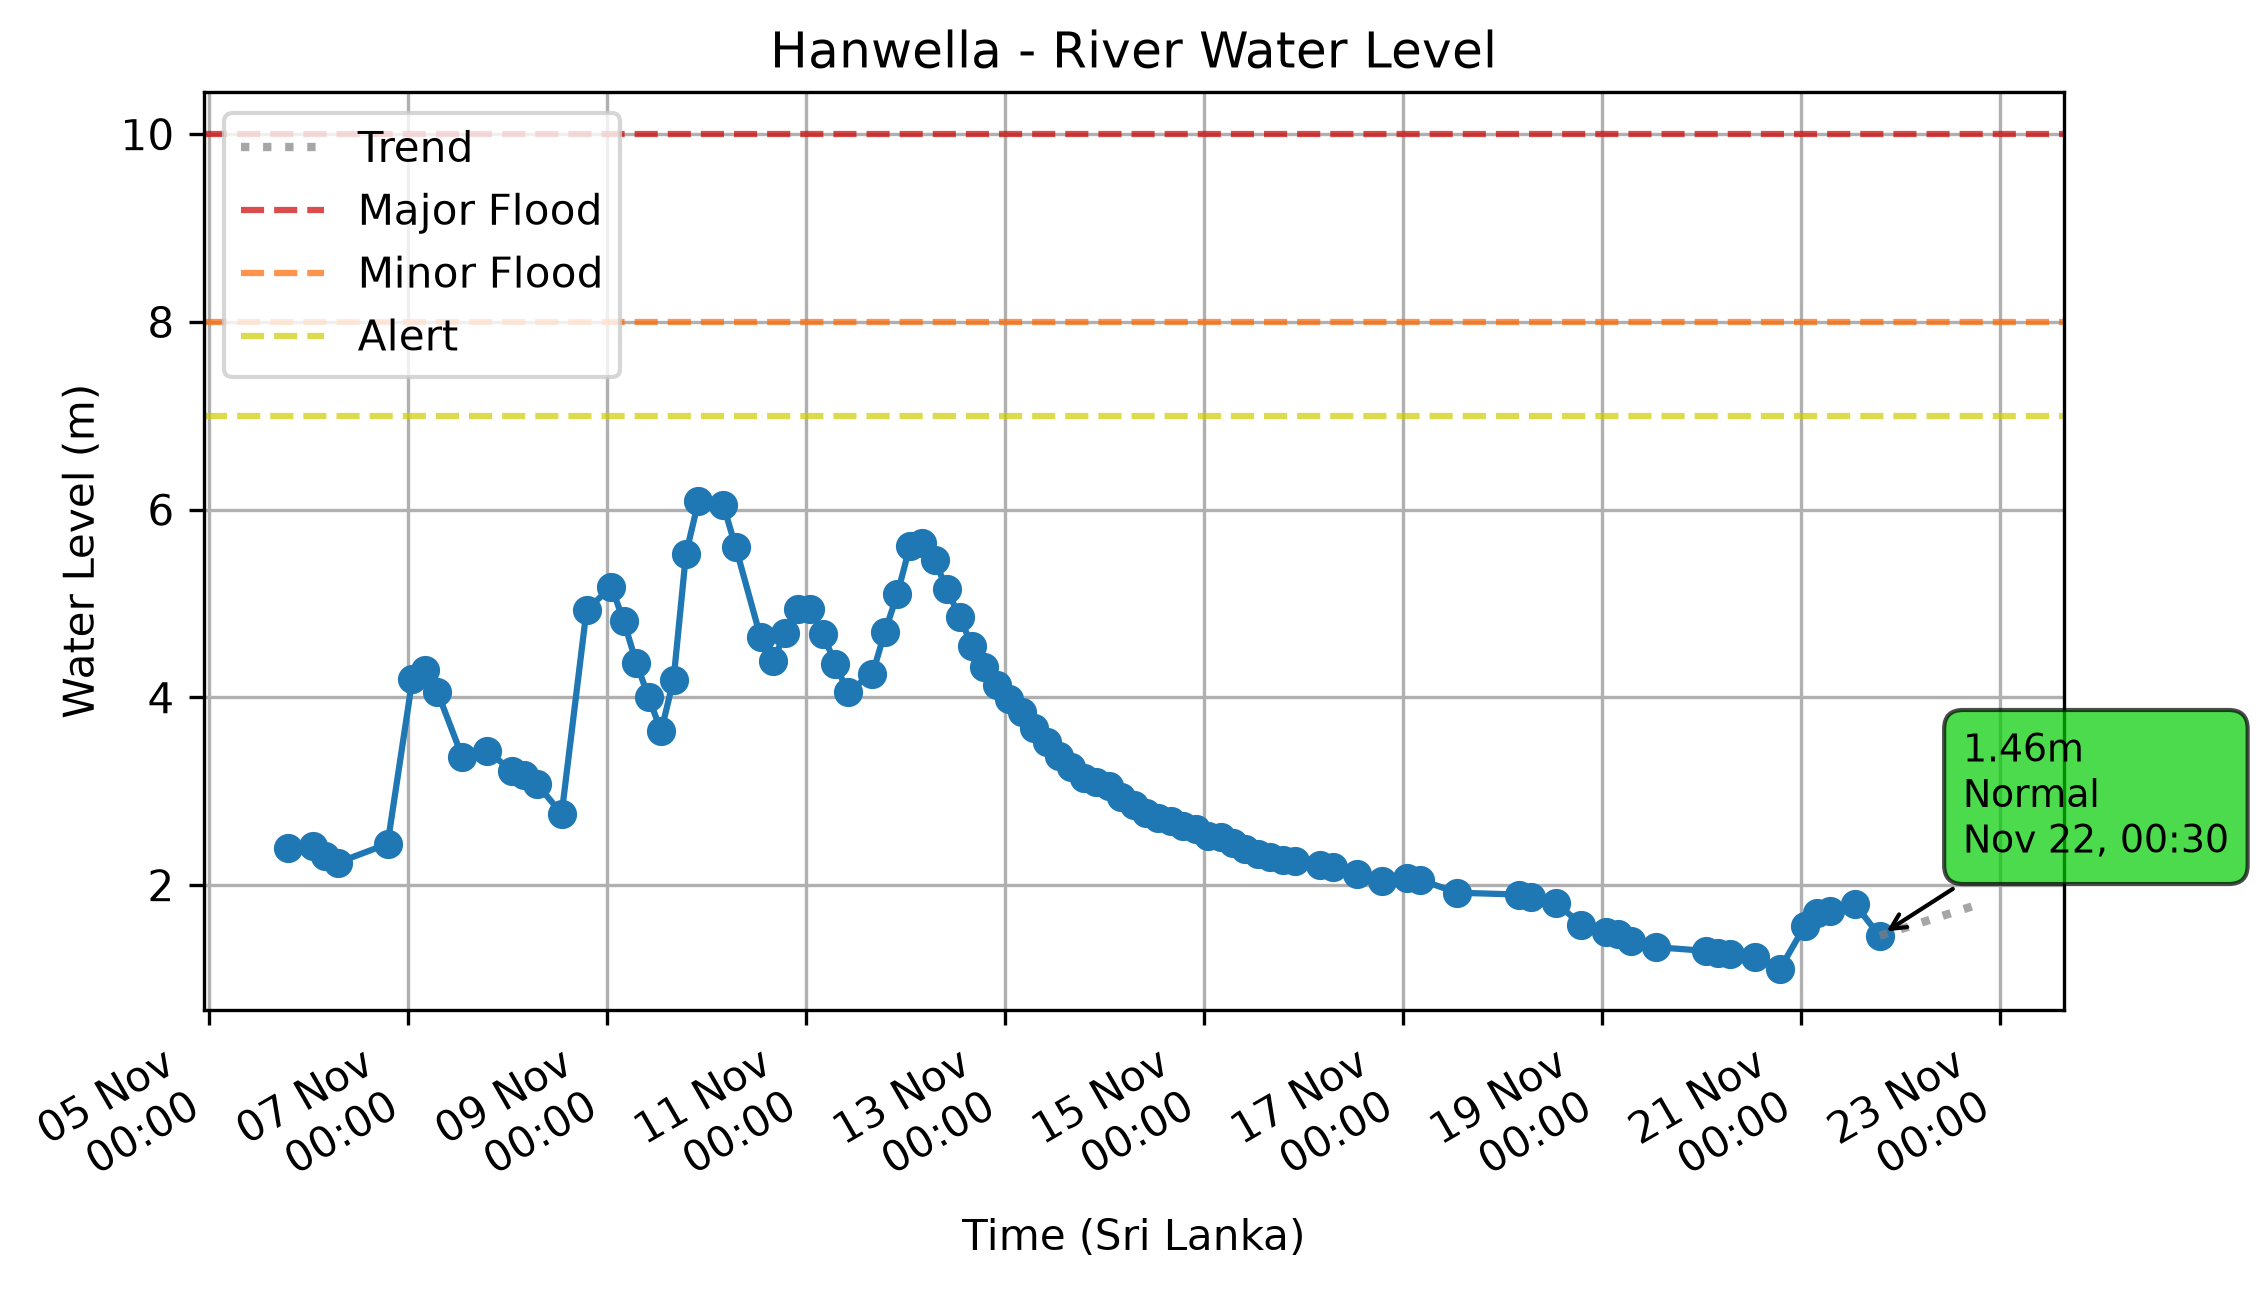 Hanwella - River Water Level
10
8
6
4
2
Water Level (m)
Trend
Major Flood
Minor Flood
Alert
1.46m
Normal
Nov 22, 00:30
05 Nov
00:00
07 Nov
00:00
09 Nov
00:00
11 Nov
00:00
13 Nov
00:00
15 Nov
00:00
17 Nov
00:00
19 Nov
00:00
21 Nov
00:00
23 Nov
00:00
Time (Sri Lanka)